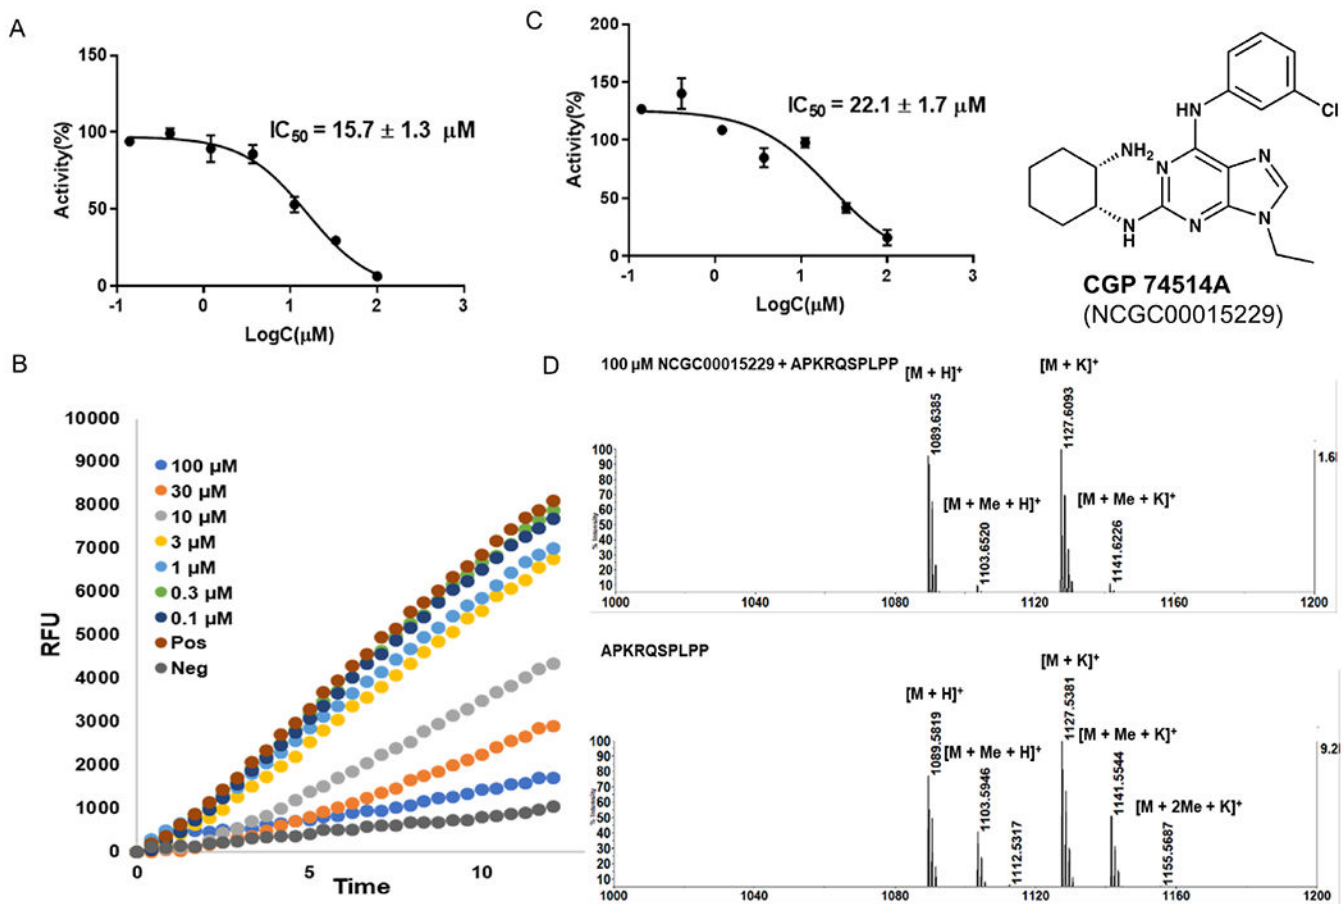 A
150
100
50
0
-1
0
1
2
3
Activity(%)
LogC(µM)
IC50 = 15.7 ± 1.3 µM
C
200
150
100
50
0
-1
0
1
2
3
Activity(%)
LogC(µM)
IC50 = 22.1 ± 1.7 µM
HN
Cl
NH2
N
N
N
H
N
N
CGP 74514A
(NCGC00015229)
B
10000
9000
8000
7000
6000
5000
4000
3000
2000
1000
0
0
5
10
RFU
Time
100 µM
30 µM
10 µM
3 µM
1 µM
0.3 µM
0.1 µM
Pos
Neg
D
100 µM NCGC00015229 + APKRQSPLPP
[M + H]+
1089.6385
[M + Me + H]+
1103.6520
[M + K]+
1127.6093
[M + Me + K]+
1141.6226
% Intensity
100
90
80
70
60
50
40
30
20
10
1000
1040
1080
1120
1160
1200
1.6
APKRQSPLPP
[M + H]+
1089.5819
[M + Me + H]+
1103.5946
1112.5317
[M + K]+
1127.5381
[M + Me + K]+
1141.5544
[M + 2Me + K]+
1155.5687
% Intensity
100
90
80
70
60
50
40
30
20
10
1000
1040
1080
1120
1160
1200
9.2